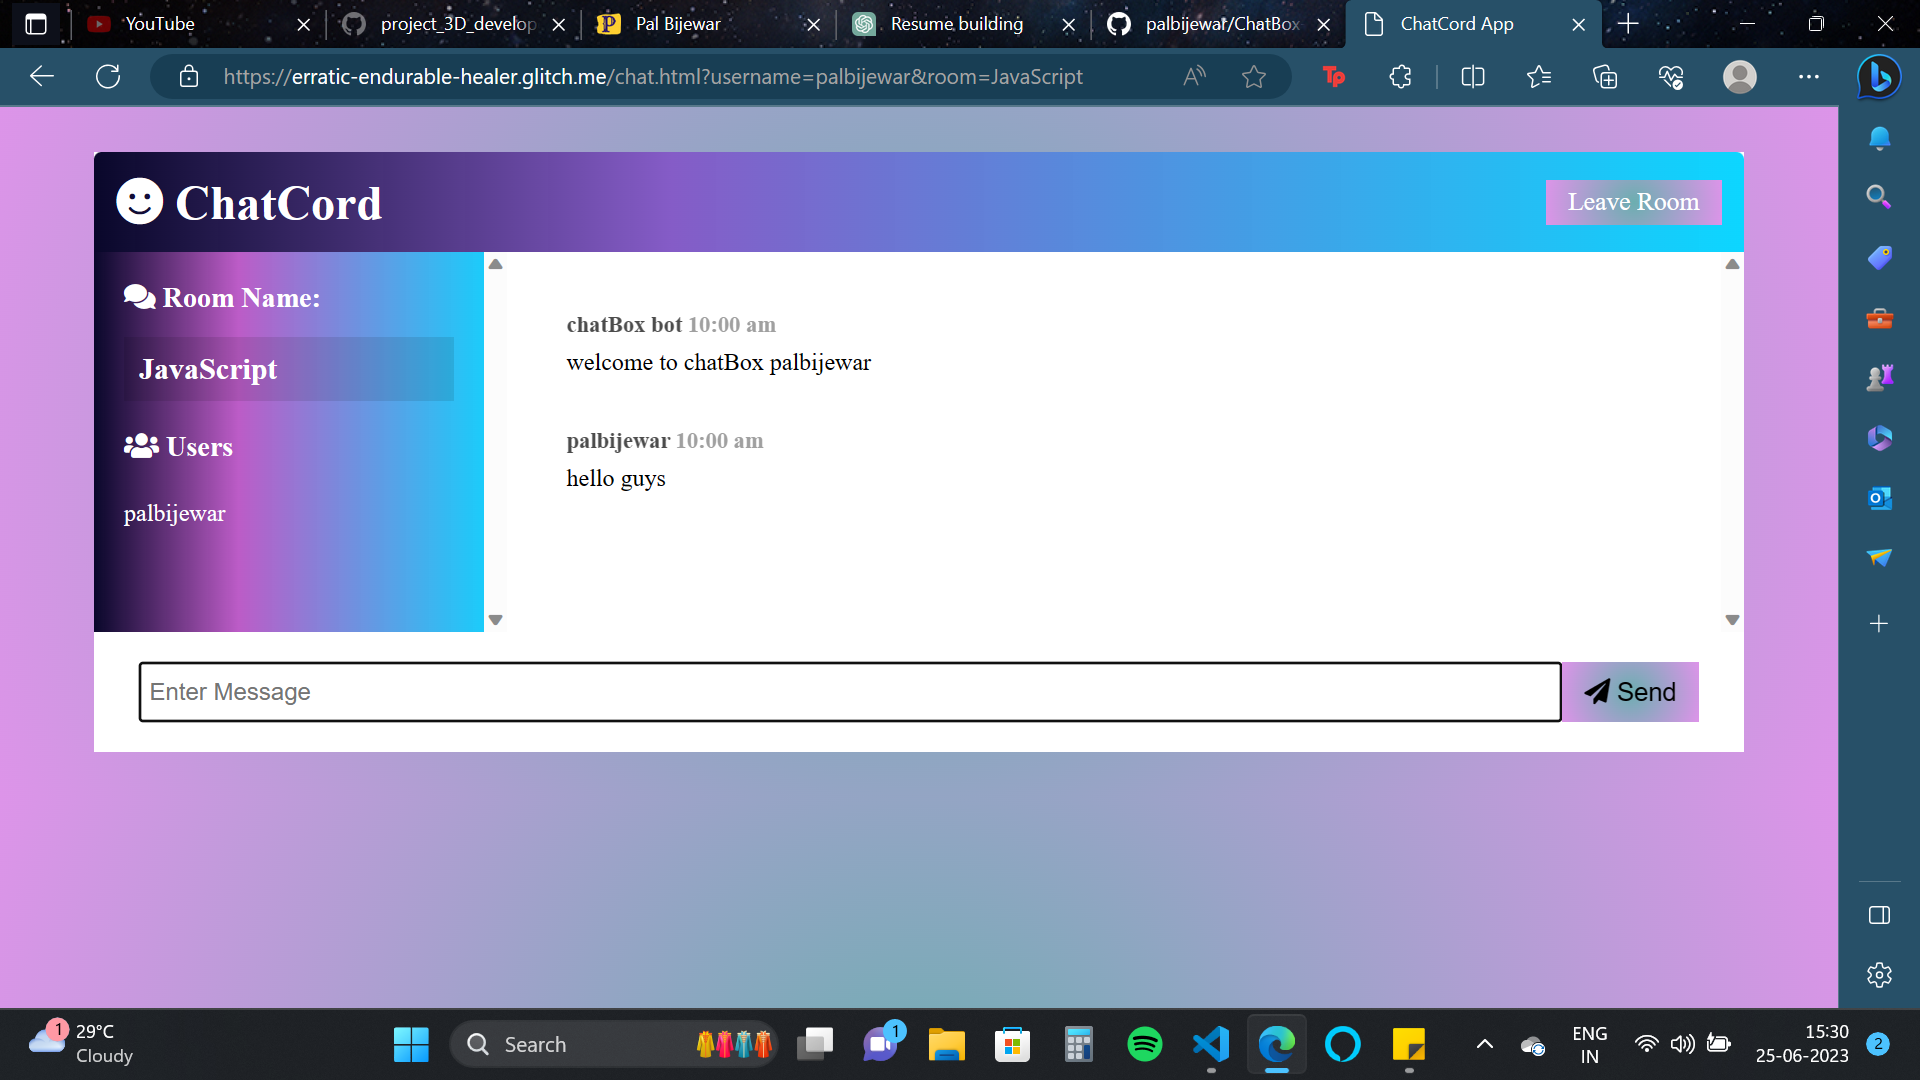 YouTube
project_3D_develop
Pal Bijewar
Resume building
palbijewar/ChatBox
ChatCord App
https://erratic-endurable-healer.glitch.me/chat.html?username=palbijewar&room=JavaScript
ChatCord
Leave Room
Room Name:
JavaScript
Users
palbijewar
chatBox bot 10:00 am
welcome to chatBox palbijewar
palbijewar 10:00 am
hello guys
Enter Message
Send
1
29°C
Cloudy
Search
1
ENG
IN
15:30
25-06-2023
2